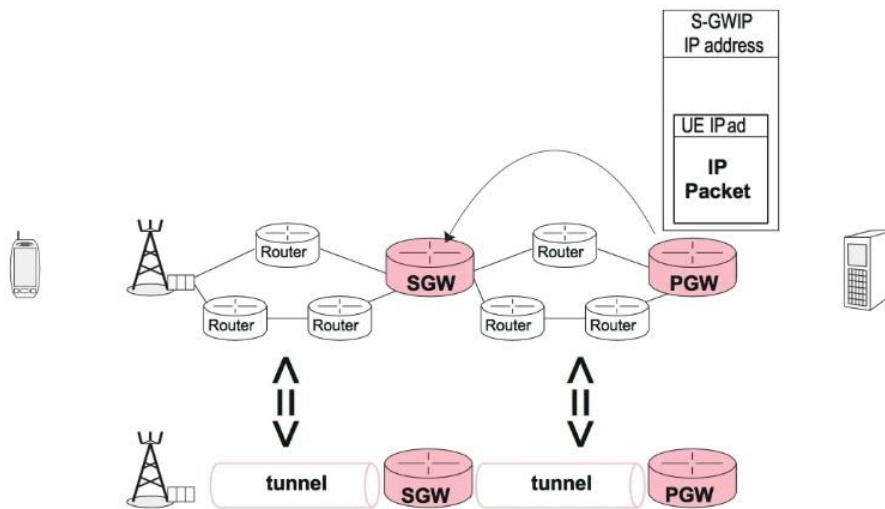 S-GWIP
IP address
UE IPad
IP
Packet
Router
Router
SGW
PGW
Router
Router
Router
Router
tunnel
SGW
tunnel
PGW